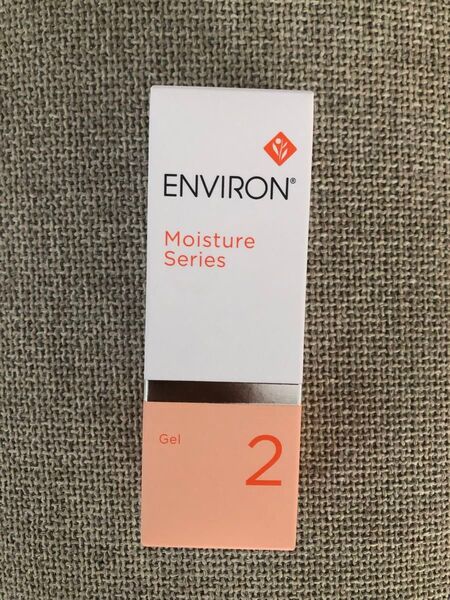 ENVIRON®
Moisture
Series
Gel
2